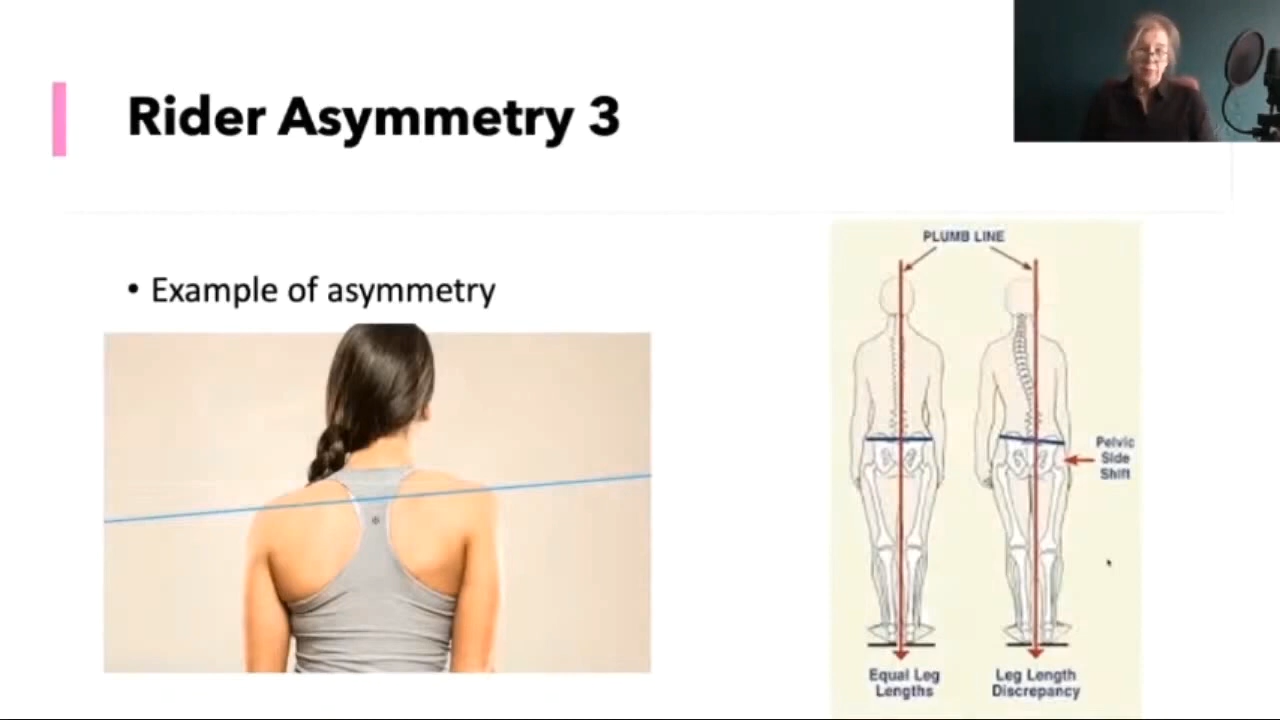 Rider Asymmetry 3
• Example of asymmetry
PLUMB LINE
Pelvic
Side
Shift
Equal Leg
Lengths
Leg Length
Discrepancy